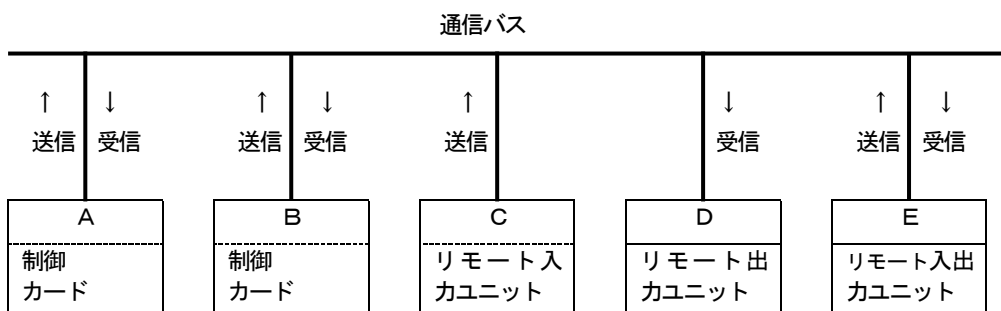 通信バス
↑ ↓ ↑ ↓ ↑ ↓ ↑ ↓
送信 受信 送信 受信 送信 受信 送信 受信
A B C D E
制御 制御 リモート入 リモート出 リモート入出
カード カード 力ユニット 力ユニット 力ユニット